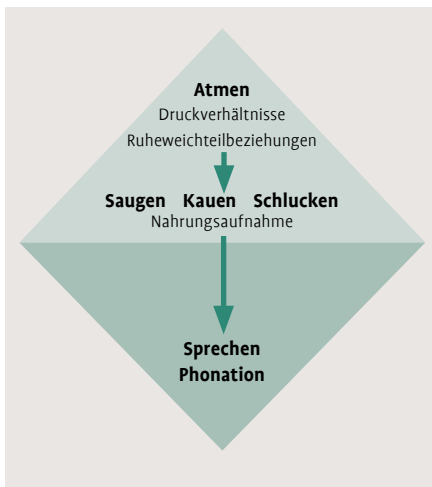 Atmen
Druckverhältnisse
Ruheweichteilbeziehungen
Saugen Kauen Schlucken
Nahrungsaufnahme
Sprechen
Phonation